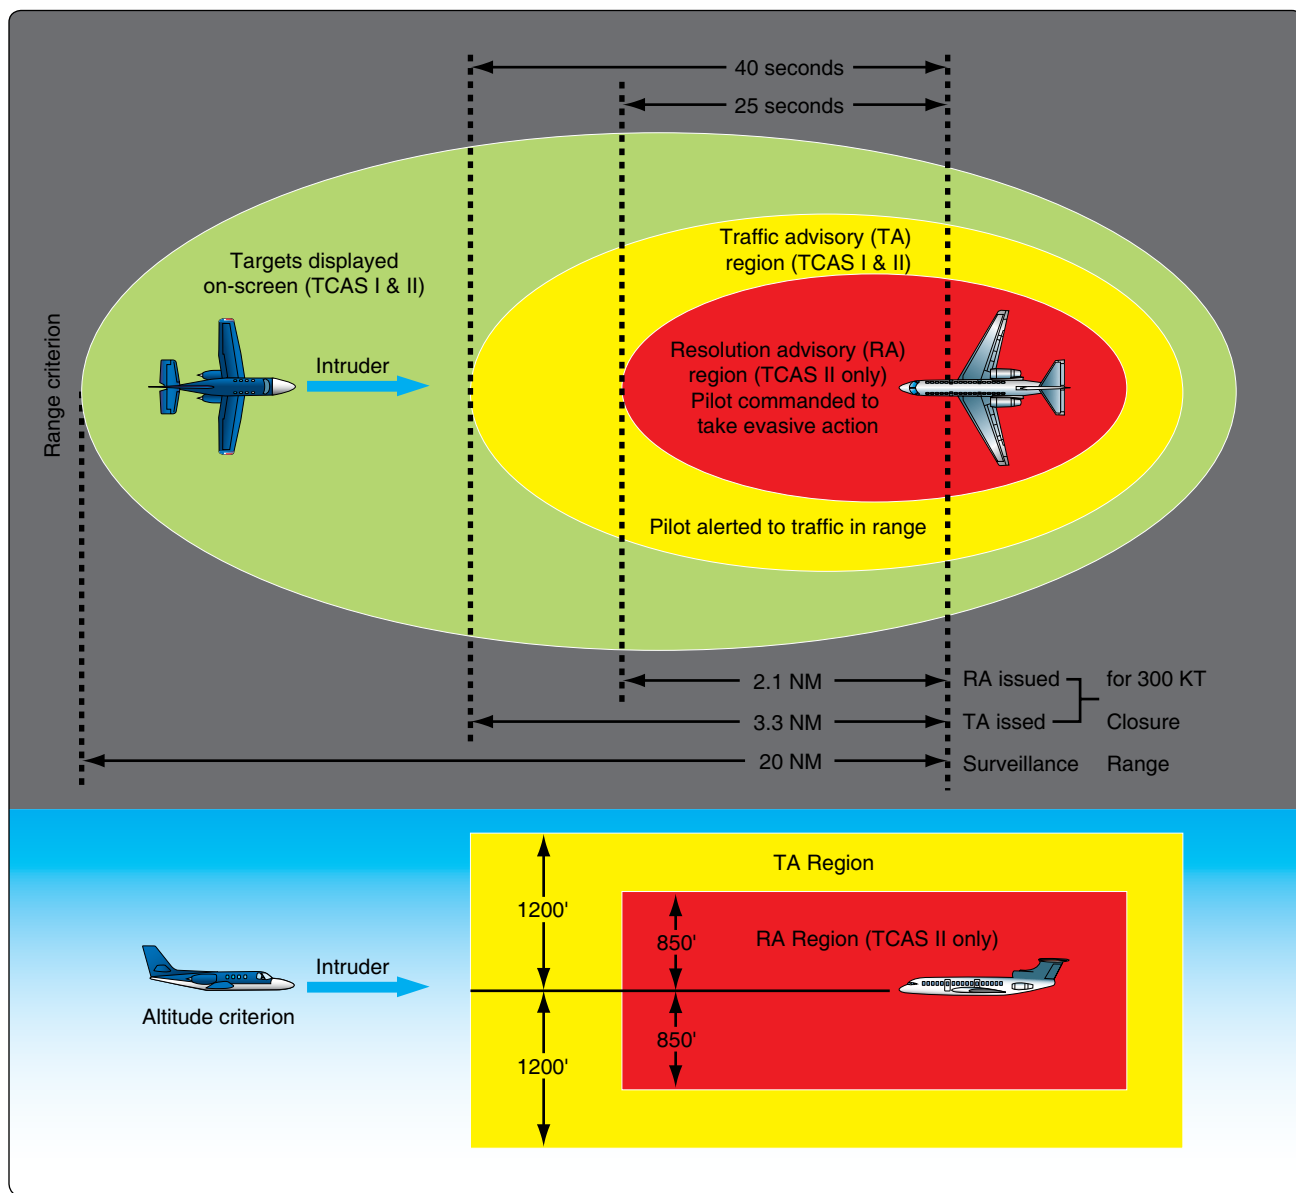 40 seconds
25 seconds
Traffic advisory (TA)
region (TCAS I & II)
Targets displayed
on-screen (TCAS I & II)
Range criterion
Intruder
Resolution advisory (RA)
region (TCAS II only)
Pilot commanded to
take evasive action
Pilot alerted to traffic in range
2.1 NM RA issued for 300 KT
3.3 NM TA issed Closure
20 NM Surveillance Range
TA Region
1200'
850' RA Region (TCAS II only)
Intruder
Altitude criterion
850'
1200'